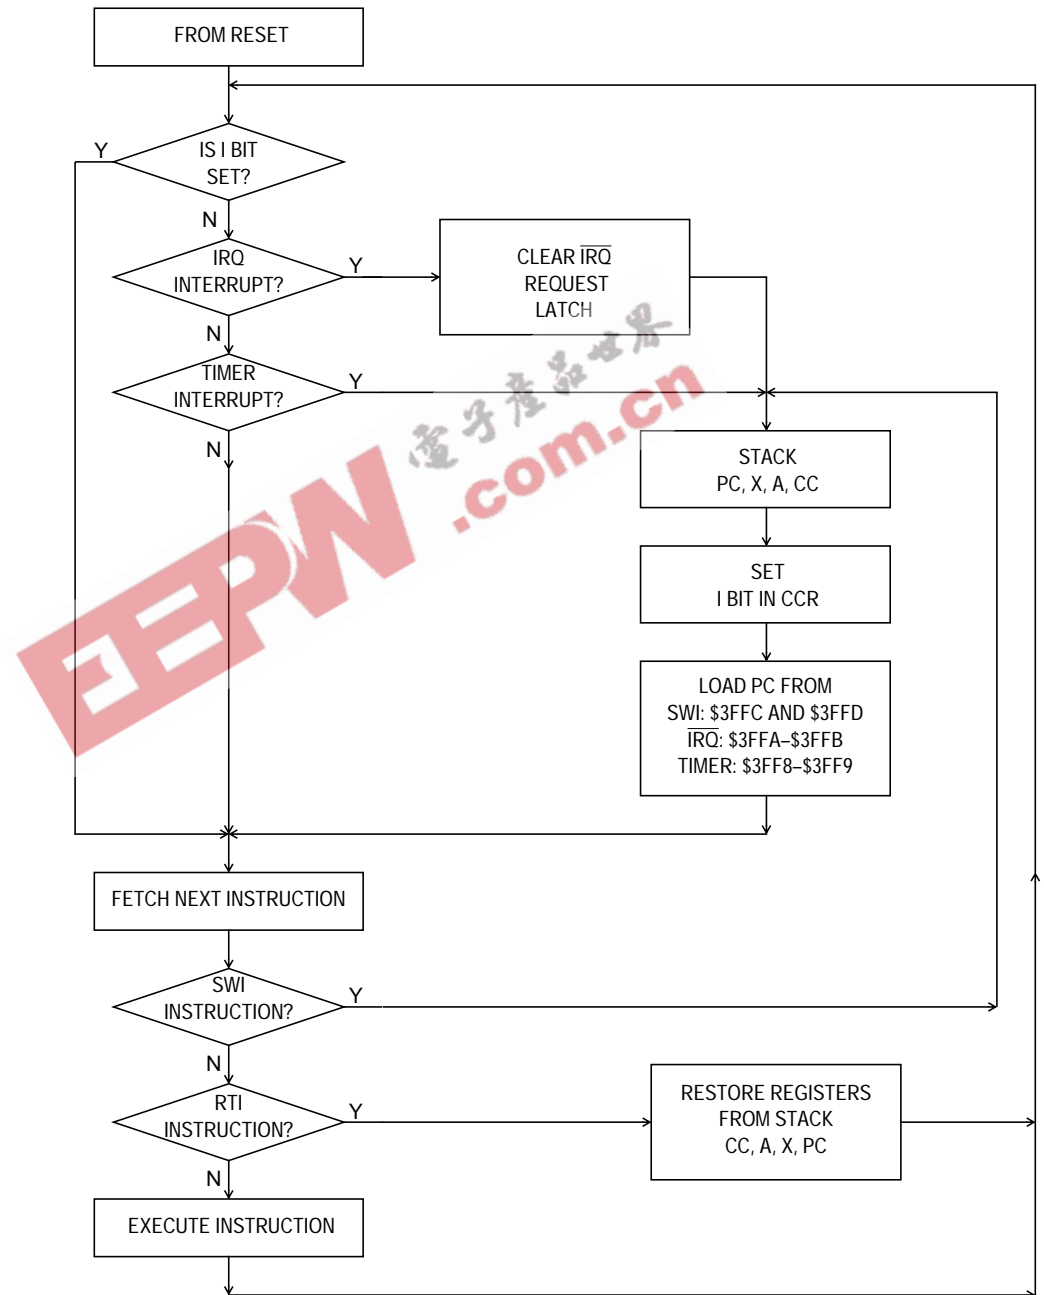 FROM RESET
Y
IS I BIT
SET?
N
IRQ
INTERRUPT?
Y
CLEAR I̅R̅Q̅
REQUEST
LATCH
N
TIMER
INTERRUPT?
Y
N
STACK
PC, X, A, CC
SET
I BIT IN CCR
LOAD PC FROM
SWI: $3FFC AND $3FFD
I̅R̅Q̅: $3FFA–$3FFB
TIMER: $3FF8–$3FF9
EEPW
電子產品世界
.com.cn
FETCH NEXT INSTRUCTION
SWI
INSTRUCTION?
Y
N
RTI
INSTRUCTION?
Y
RESTORE REGISTERS
FROM STACK
CC, A, X, PC
N
EXECUTE INSTRUCTION